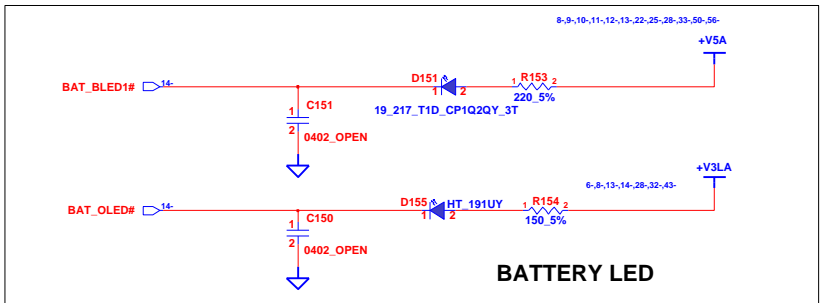 8-,9-,10-,11-,12-,13-,22-,25-,28-,33-,50-,56-
+V5A
BAT_BLED1# 14- D151 1 2 1 R153 2
220_5%
19_217_T1D_CP1Q2QY_3T
1 C151
2 0402_OPEN
+V3LA
6-,8-,13-,14-,28-,32-,43-
BAT_OLED# 14- D155 1 2 HT_191UY 1 R154 2
150_5%
1 C150
2 0402_OPEN
BATTERY LED